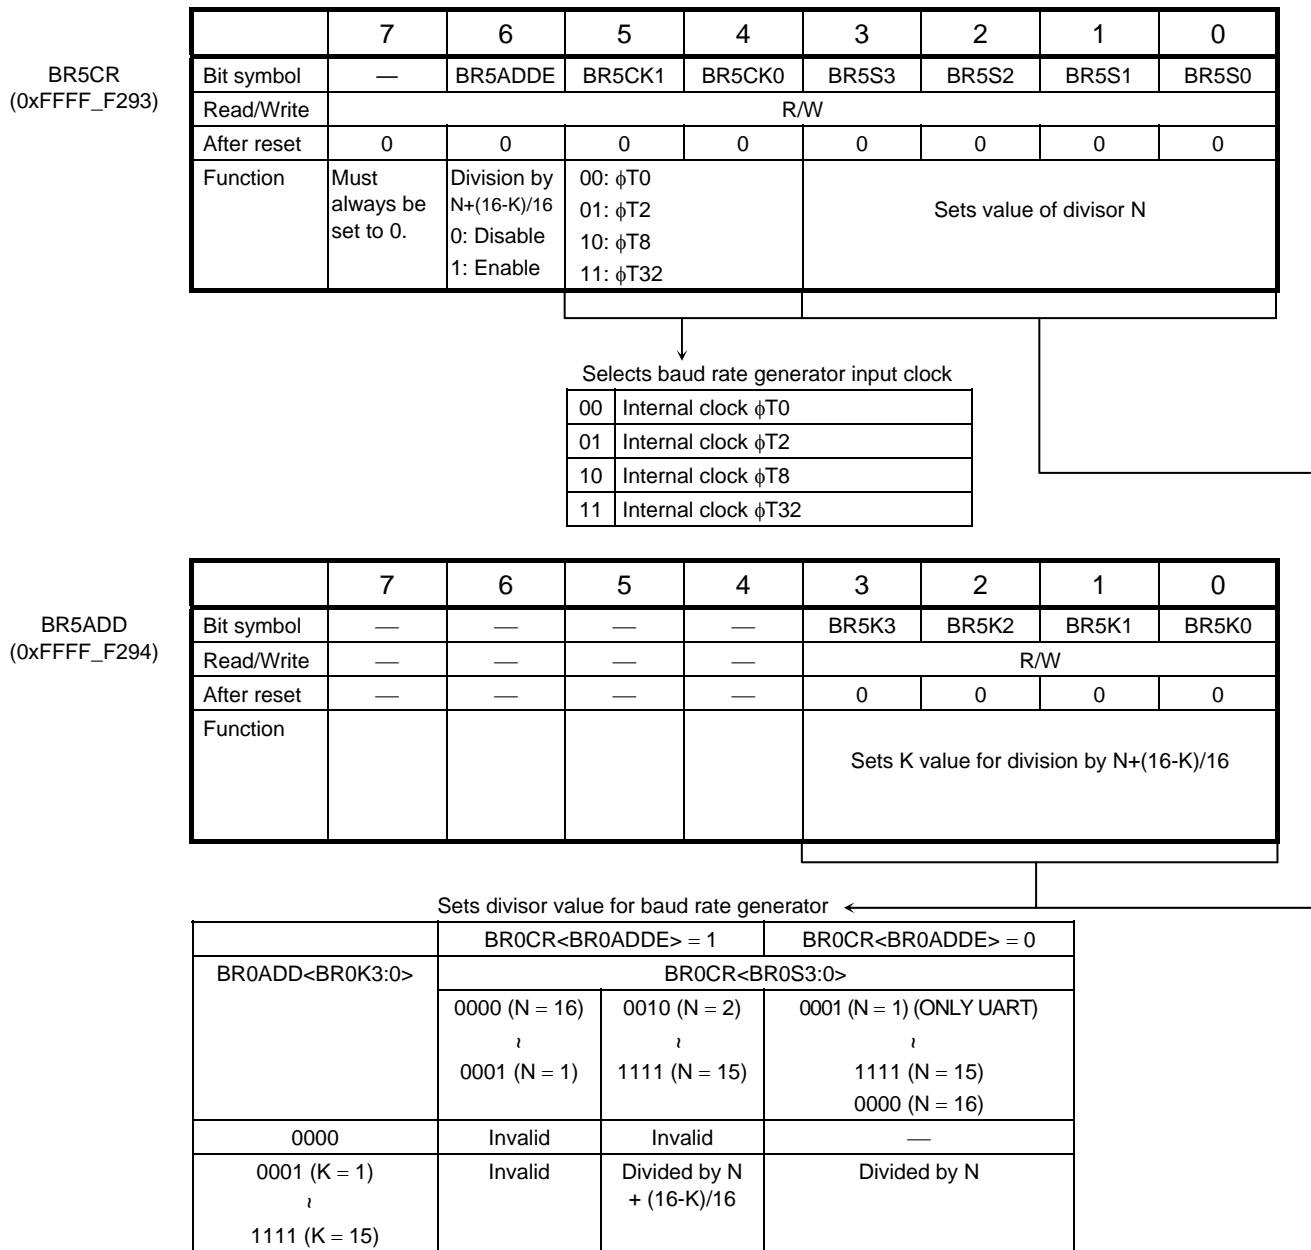 7 6 5 4 3 2 1 0
BR5CR
(0xFFFF_F293)
Bit symbol — BR5ADDE BR5CK1 BR5CK0 BR5S3 BR5S2 BR5S1 BR5S0
Read/Write R/W
After reset 0 0 0 0 0 0 0 0
Function
Must
always be
set to 0.
Division by
N+(16-K)/16
0: Disable
1: Enable
00: ϕT0
01: ϕT2
10: ϕT8
11: ϕT32
Sets value of divisor N
Selects baud rate generator input clock
00 Internal clock ϕT0
01 Internal clock ϕT2
10 Internal clock ϕT8
11 Internal clock ϕT32
7 6 5 4 3 2 1 0
BR5ADD
(0xFFFF_F294)
Bit symbol — — — — BR5K3 BR5K2 BR5K1 BR5K0
Read/Write — — — — R/W
After reset — — — — 0 0 0 0
Function
Sets K value for division by N+(16-K)/16
Sets divisor value for baud rate generator
BR0CR<BR0ADDE> = 1 BR0CR<BR0ADDE> = 0
BR0ADD<BR0K3:0> BR0CR<BR0S3:0>
0000 (N = 16)
~
0001 (N = 1)
0010 (N = 2)
~
1111 (N = 15)
0001 (N = 1) (ONLY UART)
~
1111 (N = 15)
0000 (N = 16)
0000 Invalid Invalid —
0001 (K = 1)
~
1111 (K = 15)
Invalid
Divided by N
+ (16-K)/16
Divided by N